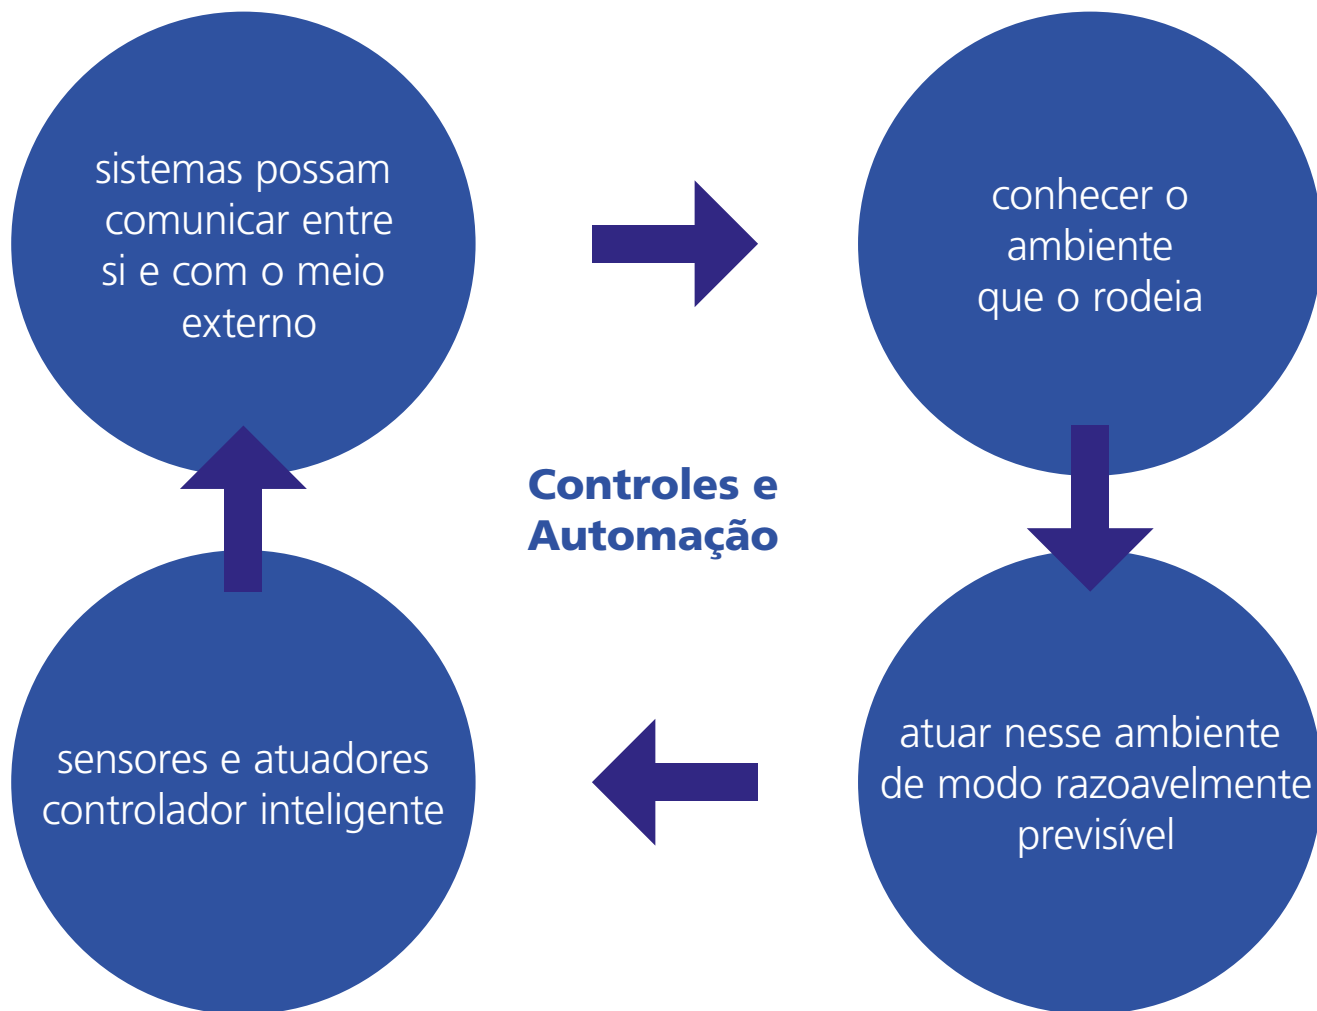 sistemas possam
comunicar entre
si e com o meio
externo
conhecer o
ambiente
que o rodeia
Controles e
Automação
sensores e atuadores
controlador inteligente
atuar nesse ambiente
de modo razoavelmente
previsível